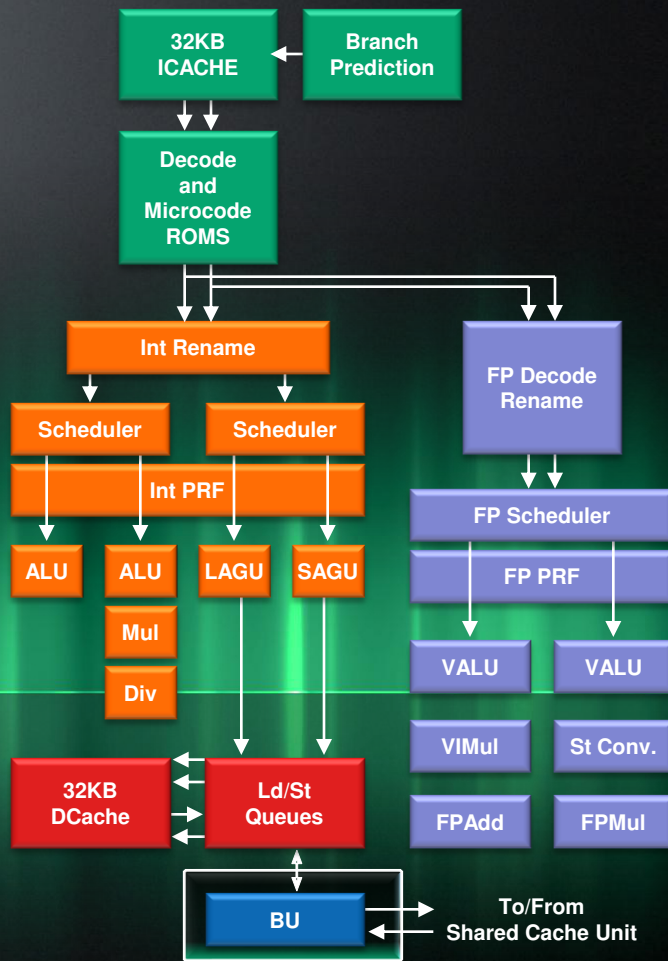 32KB
ICACHE
Branch
Prediction
Decode
and
Microcode
ROMS
Int Rename
FP Decode
Rename
Scheduler
Scheduler
Int PRF
FP Scheduler
FP PRF
ALU
ALU
LAGU
SAGU
Mul
Div
VALU
VALU
VIMul
St Conv.
FPAdd
FPMul
32KB
DCache
Ld/St
Queues
BU
To/From
Shared Cache Unit